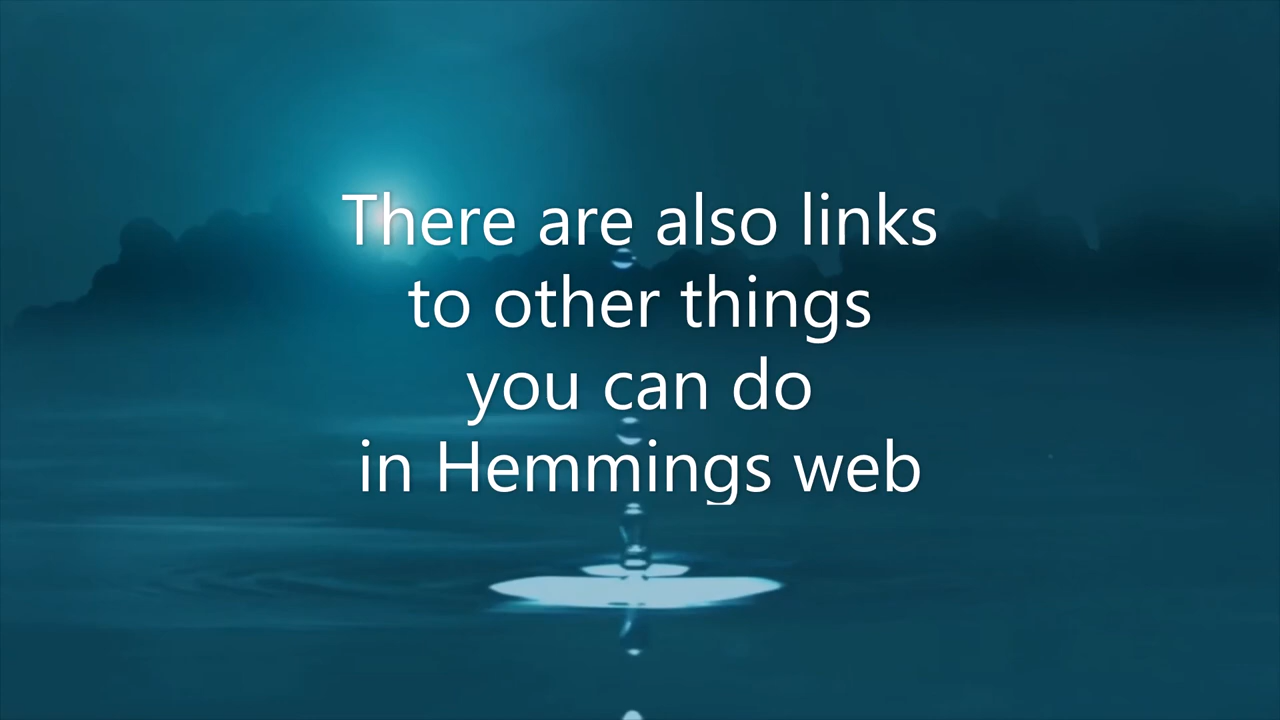 There are also links
to other things
you can do
in Hemmings web